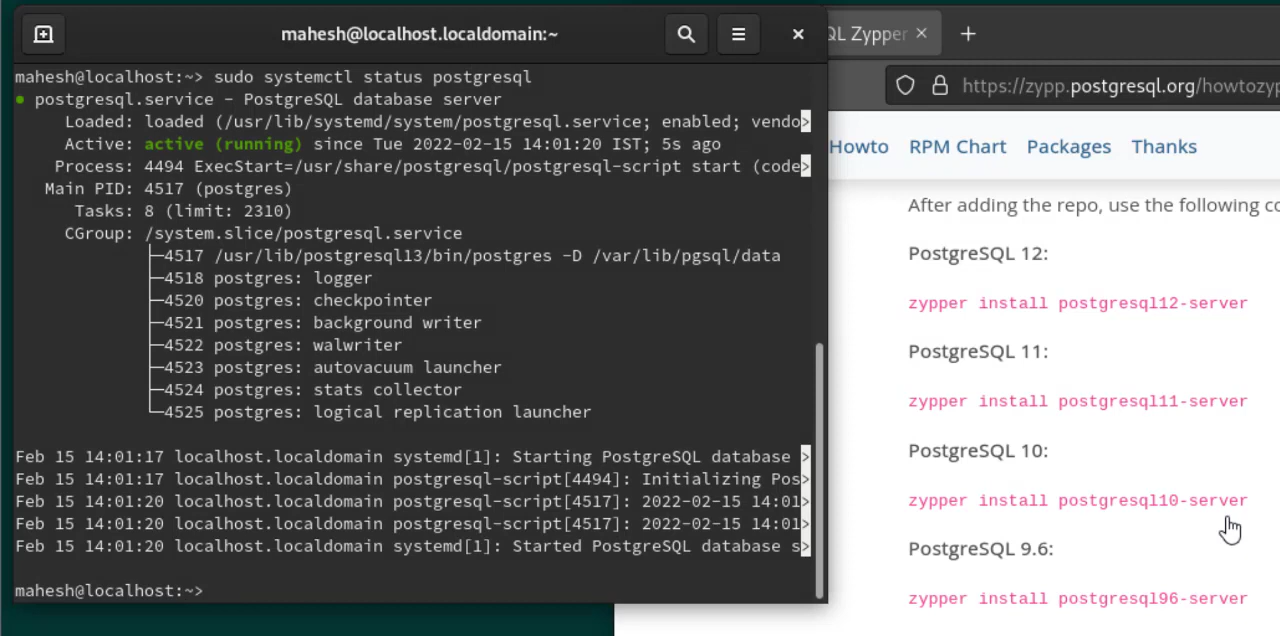 mahesh@localhost.localdomain:~
mahesh@localhost:~> sudo systemctl status postgresql
● postgresql.service - PostgreSQL database server
Loaded: loaded (/usr/lib/systemd/system/postgresql.service; enabled; vendo>
Active: active (running) since Tue 2022-02-15 14:01:20 IST; 5s ago
Process: 4494 ExecStart=/usr/share/postgresql/postgresql-script start (code>
Main PID: 4517 (postgres)
Tasks: 8 (limit: 2310)
CGroup: /system.slice/postgresql.service
├─4517 /usr/lib/postgresql13/bin/postgres -D /var/lib/pgsql/data
├─4518 postgres: logger
├─4520 postgres: checkpointer
├─4521 postgres: background writer
├─4522 postgres: walwriter
├─4523 postgres: autovacuum launcher
├─4524 postgres: stats collector
└─4525 postgres: logical replication launcher
Feb 15 14:01:17 localhost.localdomain systemd[1]: Starting PostgreSQL database >
Feb 15 14:01:17 localhost.localdomain postgresql-script[4494]: Initializing Pos>
Feb 15 14:01:20 localhost.localdomain postgresql-script[4517]: 2022-02-15 14:01>
Feb 15 14:01:20 localhost.localdomain postgresql-script[4517]: 2022-02-15 14:01>
Feb 15 14:01:20 localhost.localdomain systemd[1]: Started PostgreSQL database s>
mahesh@localhost:~>
QL Zypper
https://zypp.postgresql.org/howtozyp
Howto RPM Chart Packages Thanks
After adding the repo, use the following co
PostgreSQL 12:
zypper install postgresql12-server
PostgreSQL 11:
zypper install postgresql11-server
PostgreSQL 10:
zypper install postgresql10-server
PostgreSQL 9.6:
zypper install postgresql96-server